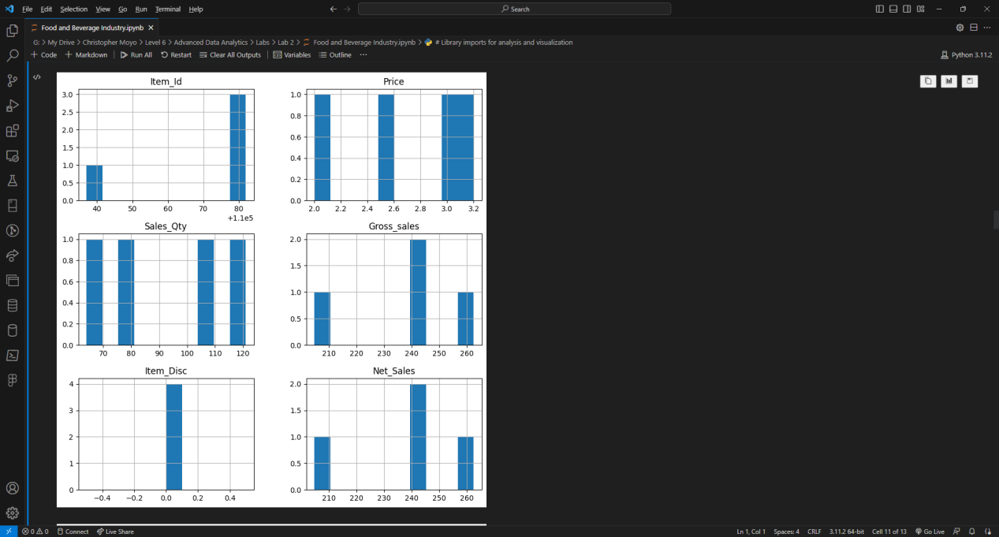 File Edit Selection View Go Run Terminal Help Search
Food and Beverage Industry.ipynb
G: > My Drive > Christopher Moyo > Level 6 > Advanced Data Analytics > Labs > Lab 2 > Food and Beverage Industry.ipynb > # Library imports for analysis and visualization
+ Code + Markdown Run All Restart Clear All Outputs Variables Outline ··· Python 3.11.2
Item_Id
3.0
2.5
2.0
1.5
1.0
0.5
0.0
40 50 60 70 80
+1.1e5
Price
1.0
0.8
0.6
0.4
0.2
0.0
2.0 2.2 2.4 2.6 2.8 3.0 3.2
Sales_Qty
1.0
0.8
0.6
0.4
0.2
0.0
70 80 90 100 110 120
Gross_sales
2.0
1.5
1.0
0.5
0.0
210 220 230 240 250 260
Item_Disc
4
3
2
1
0
−0.4 −0.2 0.0 0.2 0.4
Net_Sales
2.0
1.5
1.0
0.5
0.0
210 220 230 240 250 260
0 0 Connect Live Share Ln 1, Col 1 Spaces: 4 CRLF 3.11.2 64-bit Cell 11 of 13 Go Live